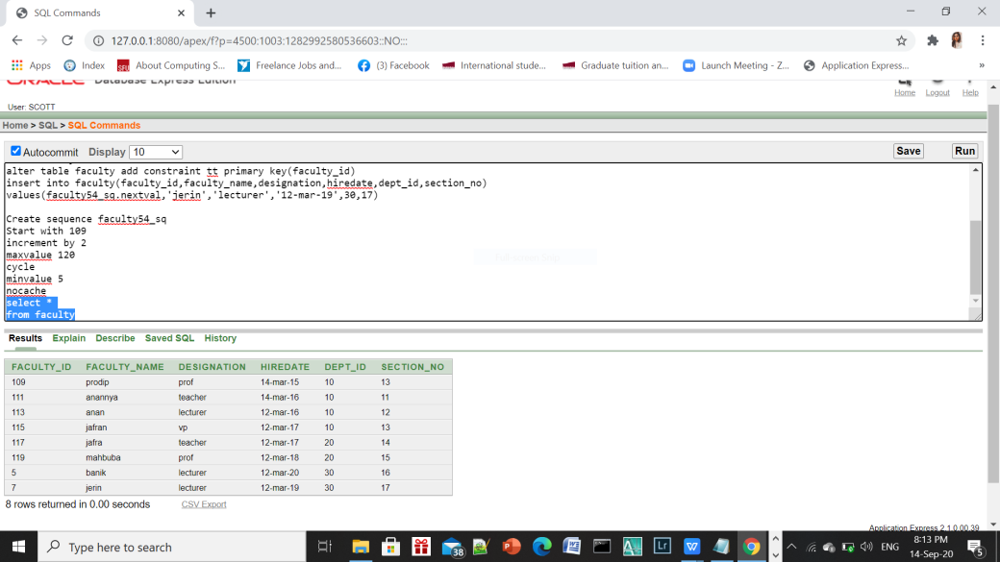 SQL Commands
127.0.0.1:8080/apex/f?p=4500:1003:1282992580536603::NO:::
Apps Index SFU About Computing S... Freelance Jobs and... (3) Facebook International stude... Graduate tuition an... Launch Meeting - Z... Application Express... »
ORACLE Database Express Edition
Home Logout Help
User: SCOTT
Home > SQL > SQL Commands
Autocommit Display 10 Save Run
alter table faculty add constraint tt primary key(faculty_id)
insert into faculty(faculty_id,faculty_name,designation,hiredate,dept_id,section_no)
values(faculty54_sq.nextval,'jerin','lecturer','12-mar-19',30,17)
Create sequence faculty54_sq
Start with 109
increment by 2
maxvalue 120
cycle
minvalue 5
nocache
select *
from faculty
Results Explain Describe Saved SQL History
FACULTY_ID FACULTY_NAME DESIGNATION HIREDATE DEPT_ID SECTION_NO
109 prodip prof 14-mar-15 10 13
111 anannya teacher 14-mar-16 10 11
113 anan lecturer 12-mar-16 10 12
115 jafran vp 12-mar-17 10 13
117 jafra teacher 12-mar-17 20 14
119 mahbuba prof 12-mar-18 20 15
5 banik lecturer 12-mar-20 30 16
7 jerin lecturer 12-mar-19 30 17
8 rows returned in 0.00 seconds CSV Export
Application Express 2.1.0.00.39
Type here to search
38
ENG
8:13 PM
14-Sep-20
5